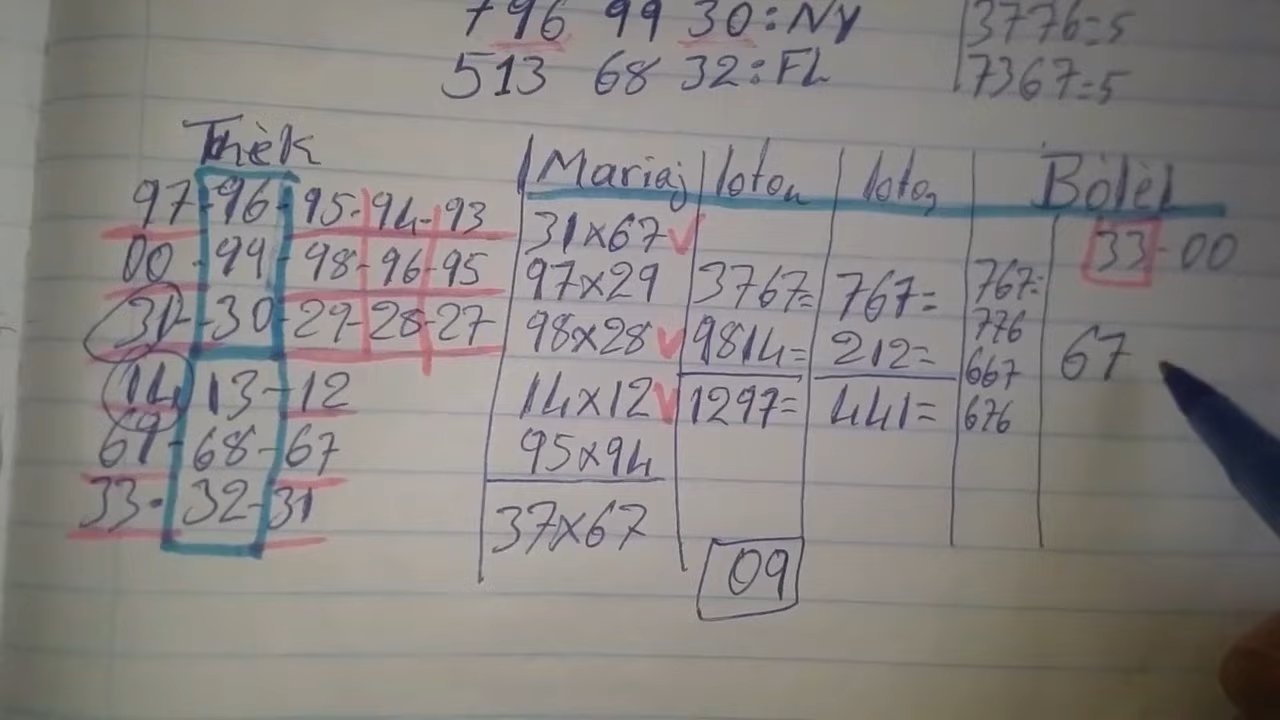 796 99 30:NY
513 68 32:FL
3776=5
7367=5
Trèk
97-96-95-94-93
00-99-98-96-95
31-30-29-28-27
14-13-12
69-68-67
33-32-31
Mariaj
31x67
97x29
98x28
14x12
95x94
37x67
loto4
3767=
9814=
1297=
09
loto3
767=
212=
441=
767=
776
667
676
Bòlèt
33-00
67